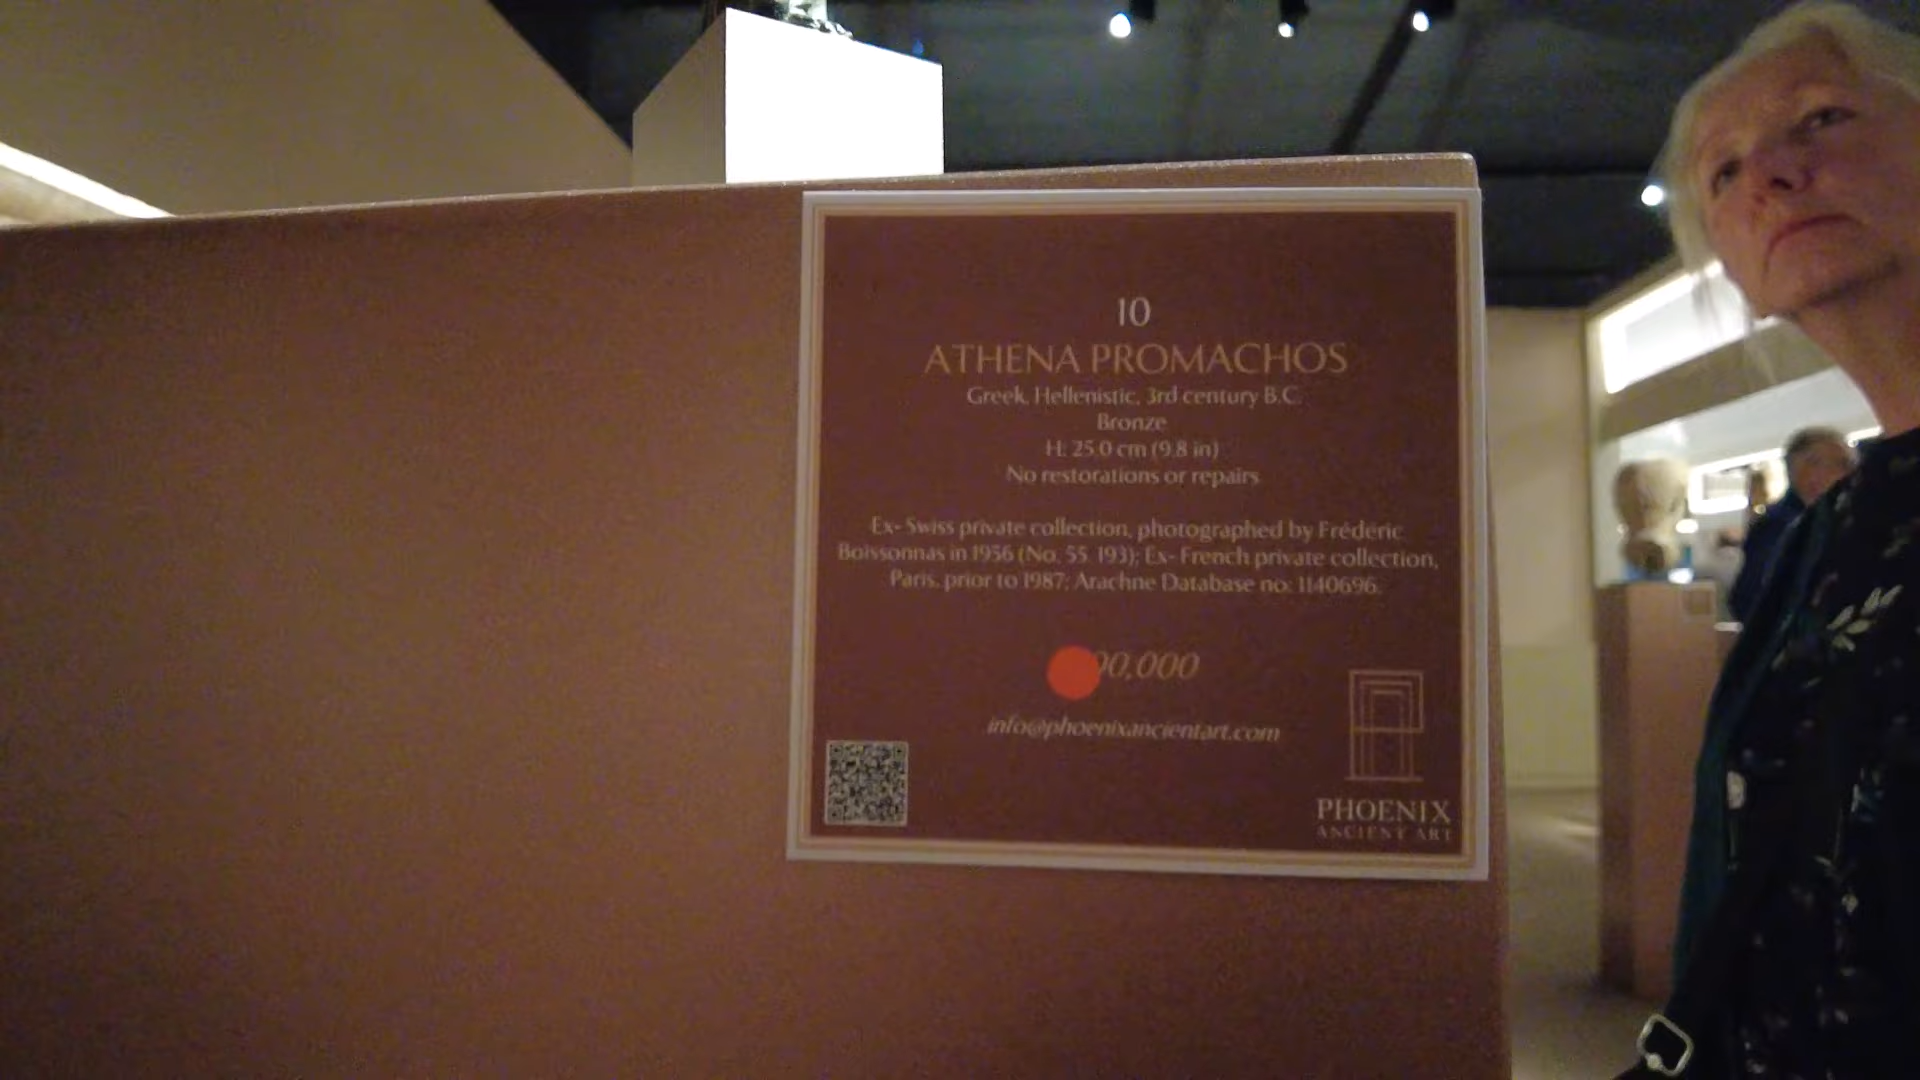 10
ATHENA PROMACHOS
Greek, Hellenistic, 3rd century B.C.
Bronze
H: 25.0 cm (9.8 in)
No restorations or repairs
Ex- Swiss private collection, photographed by Frédéric
Boissonnas in 1936 (No. 55 193); Ex- French private collection,
Paris, prior to 1987; Arachne Database no: 1140696.
00,000
info@phoenixancientart.com
PHOENIX
ANCIENT ART